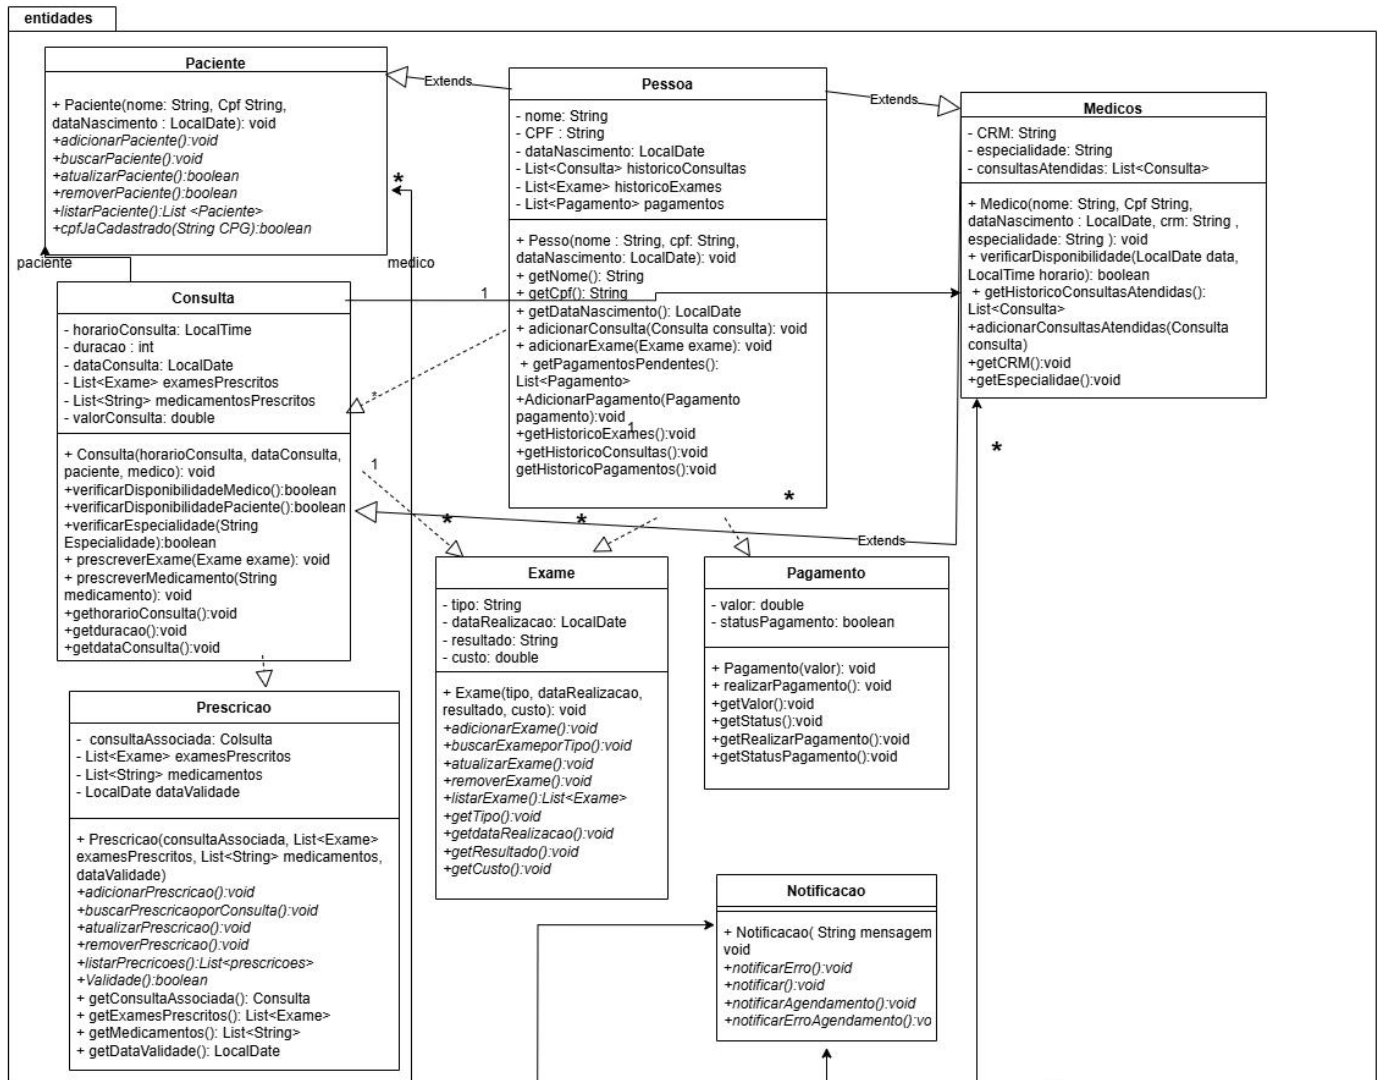 entidades
Paciente
+ Paciente(nome: String, Cpf String,
dataNascimento : LocalDate): void
+adicionarPaciente():void
+buscarPaciente():void
+atualizarPaciente():boolean
+removerPaciente():boolean
+listarPaciente():List <Paciente>
+cpfJaCadastrado(String CPG):boolean
Extends
Pessoa
- nome: String
- CPF : String
- dataNascimento: LocalDate
- List<Consulta> historicoConsultas
- List<Exame> historicoExames
- List<Pagamento> pagamentos
+ Pesso(nome : String, cpf: String,
dataNascimento: LocalDate): void
+ getNome(): String
+ getCpf(): String
+ getDataNascimento(): LocalDate
+ adicionarConsulta(Consulta consulta): void
+ adicionarExame(Exame exame): void
+ getPagamentosPendentes():
List<Pagamento>
+AdicionarPagamento(Pagamento
pagamento):void
1
+getHistoricoExames():void
+getHistoricoConsultas():void
getHistoricoPagamentos():void
*
Extends
Medicos
- CRM: String
- especialidade: String
- consultasAtendidas: List<Consulta>
+ Medico(nome: String, Cpf String,
dataNascimento : LocalDate, crm: String ,
especialidade: String ): void
+ verificarDisponibilidade(LocalDate data,
LocalTime horario): boolean
+ getHistoricoConsultasAtendidas():
List<Consulta>
+adicionarConsultasAtendidas(Consulta
consulta)
+getCRM():void
+getEspecialidae():void
*
*
paciente
medico
1
Consulta
- horarioConsulta: LocalTime
- duracao : int
- dataConsulta: LocalDate
- List<Exame> examesPrescritos
- List<String> medicamentosPrescritos
- valorConsulta: double
*
+ Consulta(horarioConsulta, dataConsulta,
paciente, medico): void
+verificarDisponibilidadeMedico():boolean
+verificarDisponibilidadePaciente():boolean
+verificarEspecialidade(String
Especialidade):boolean
+ prescreverExame(Exame exame): void
+ prescreverMedicamento(String
medicamento): void
+gethorarioConsulta():void
+getduracao():void
+getdataConsulta():void
1
*
*
Extends
Exame
- tipo: String
- dataRealizacao: LocalDate
- resultado: String
- custo: double
+ Exame(tipo, dataRealizacao,
resultado, custo): void
+adicionarExame():void
+buscarExameporTipo():void
+atualizarExame():void
+removerExame():void
+listarExame():List<Exame>
+getTipo():void
+getdataRealizacao():void
+getResultado():void
+getCusto():void
Pagamento
- valor: double
- statusPagamento: boolean
+ Pagamento(valor): void
+ realizarPagamento(): void
+getValor():void
+getStatus():void
+getRealizarPagamento():void
+getStatusPagamento():void
Prescricao
- consultaAssociada: Colsulta
- List<Exame> examesPrescritos
- List<String> medicamentos
- LocalDate dataValidade
+ Prescricao(consultaAssociada, List<Exame>
examesPrescritos, List<String> medicamentos,
dataValidade)
+adicionarPrescricao():void
+buscarPrescricaoporConsulta():void
+atualizarPrescricao():void
+removerPrescricao():void
+listarPrecricoes():List<prescricoes>
+Validade():boolean
+ getConsultaAssociada(): Consulta
+ getExamesPrescritos(): List<Exame>
+ getMedicamentos(): List<String>
+ getDataValidade(): LocalDate
Notificacao
+ Notificacao( String mensagem
void
+notificarErro():void
+notificar():void
+notificarAgendamento():void
+notificarErroAgendamento():vo